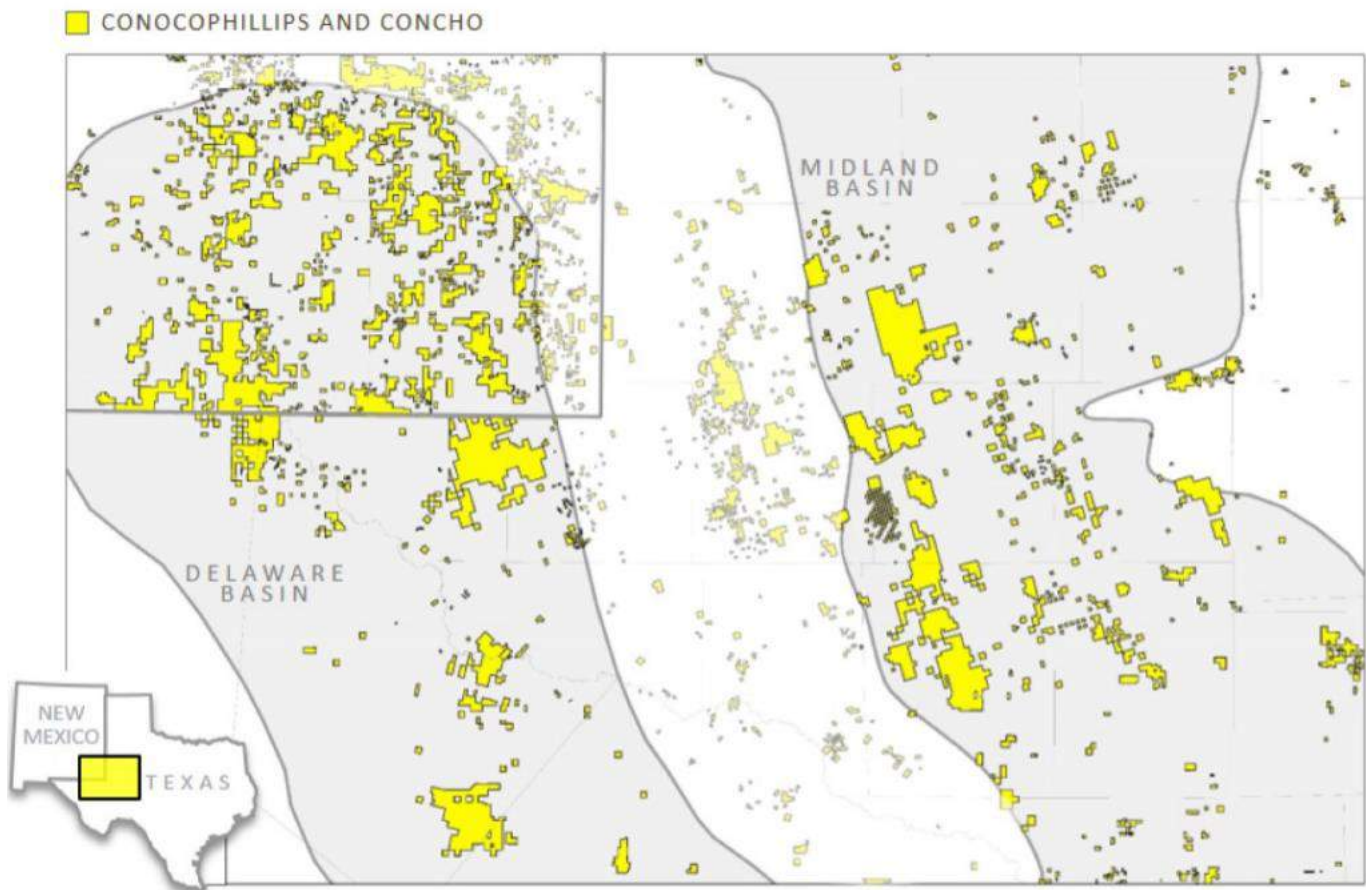 CONOCOPHILLIPS AND CONCHO
MIDLAND
BASIN
DELAWARE
BASIN
NEW
MEXICO
TEXAS